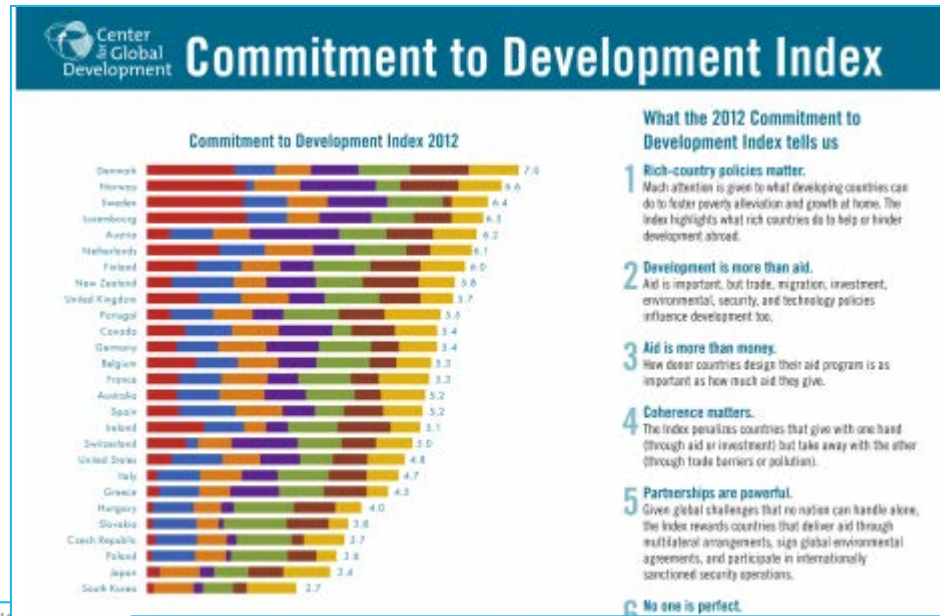 Center
for Global
Development
Commitment to Development Index
Commitment to Development Index 2012
Denmark 7.0
Norway 6.6
Sweden 6.4
Luxembourg 6.3
Austria 6.2
Netherlands 6.1
Finland 6.0
New Zealand 5.8
United Kingdom 5.7
Portugal 5.5
Canada 5.4
Germany 5.4
Belgium
France
Australia 5.2
Spain 5.2
Ireland 5.1
Switzerland 5.0
United States 4.8
Italy 4.7
Greece
Hungary 4.0
Slovakia
Czech Republic
Poland
Japan 3.4
South Korea 2.7
What the 2012 Commitment to
Development Index tells us
1 Rich-country policies matter.
Much attention is given to what developing countries can
do to foster poverty alleviation and growth at home. The
Index highlights what rich countries do to help or hinder
development abroad.
2 Development is more than aid.
Aid is important, but trade, migration, investment,
environmental, security, and technology policies
influence development too.
3 Aid is more than money.
How donor countries design their aid program is as
important as how much aid they give.
4 Coherence matters.
The Index penalizes countries that give with one hand
(through aid or investment) but take away with the other
(through trade barriers or pollution).
5 Partnerships are powerful.
Given global challenges that no nation can handle alone,
the Index rewards countries that deliver aid through
multilateral arrangements, sign global environmental
agreements, and participate in internationally
sanctioned security operations.
6 No one is perfect.